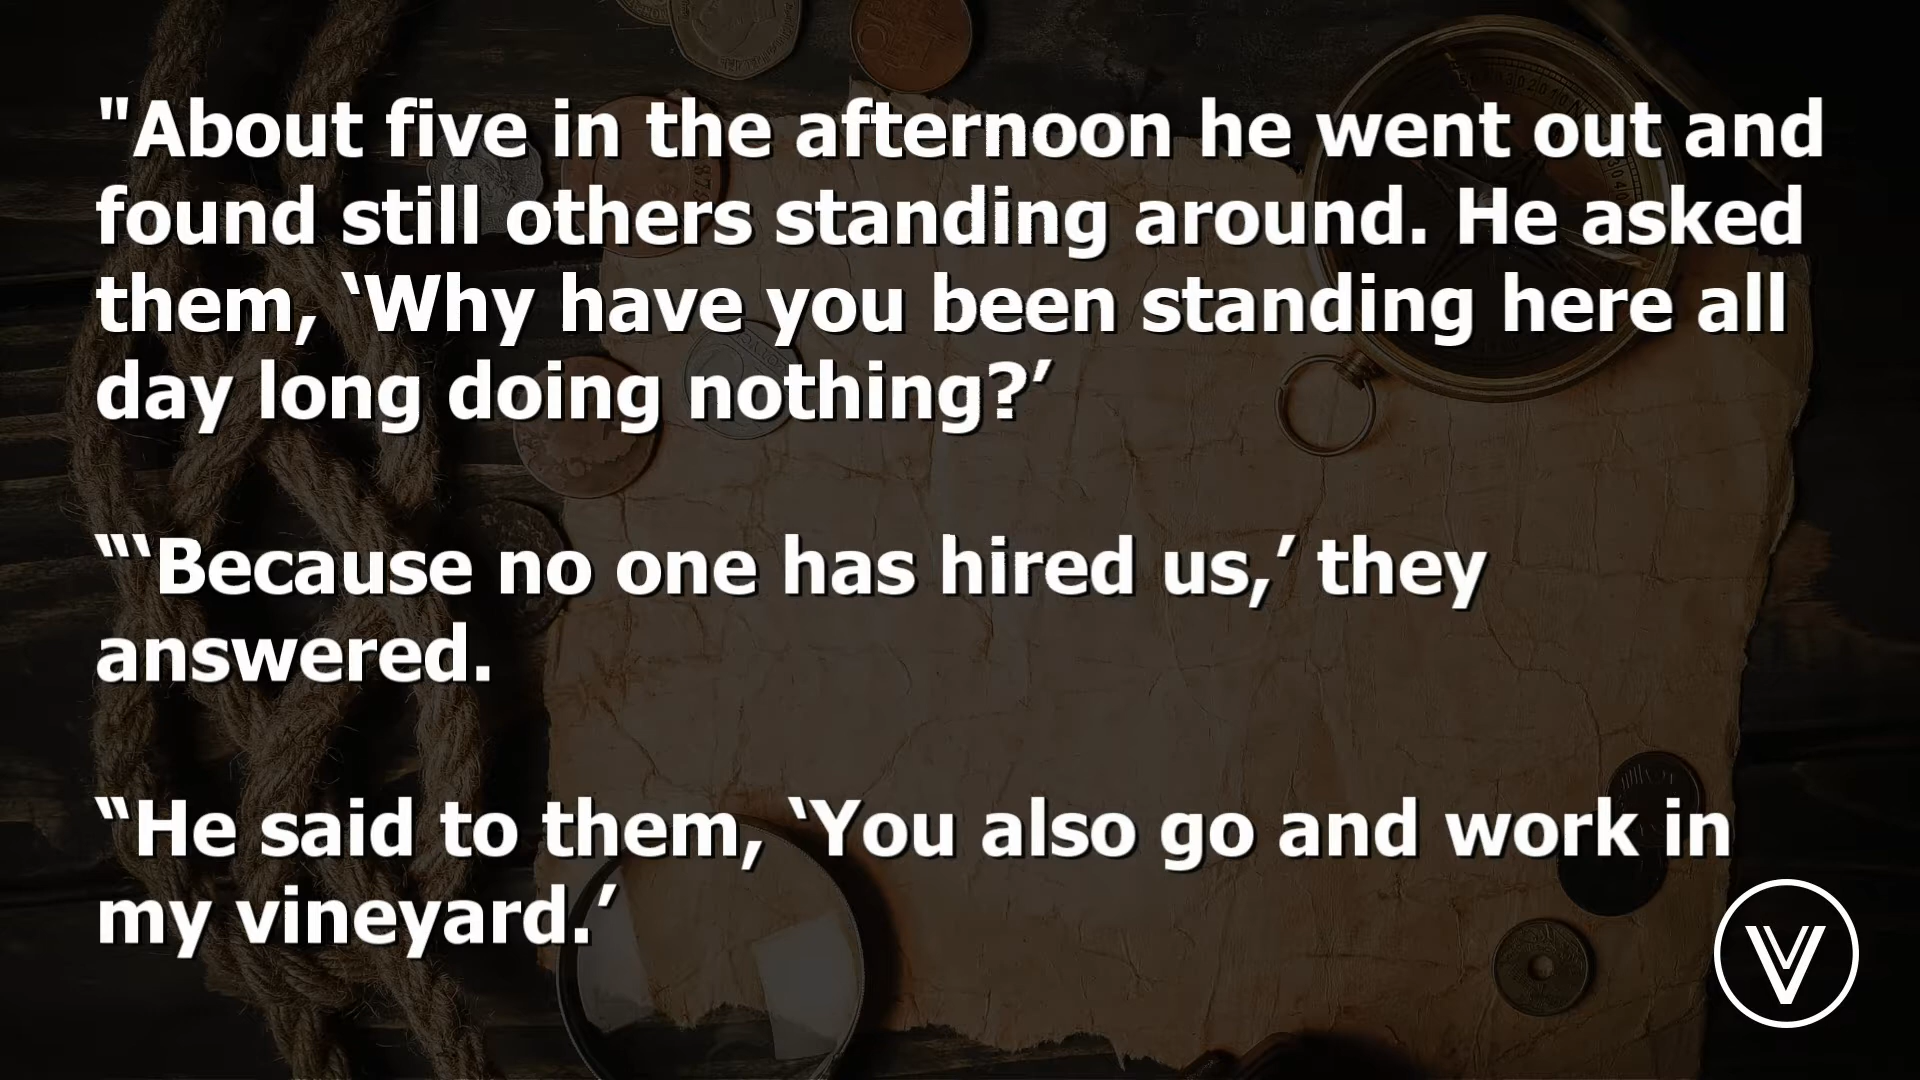 "About five in the afternoon he went out and
found still others standing around. He asked
them, ‘Why have you been standing here all
day long doing nothing?’
“‘Because no one has hired us,’ they
answered.
“He said to them, ‘You also go and work in
my vineyard.’